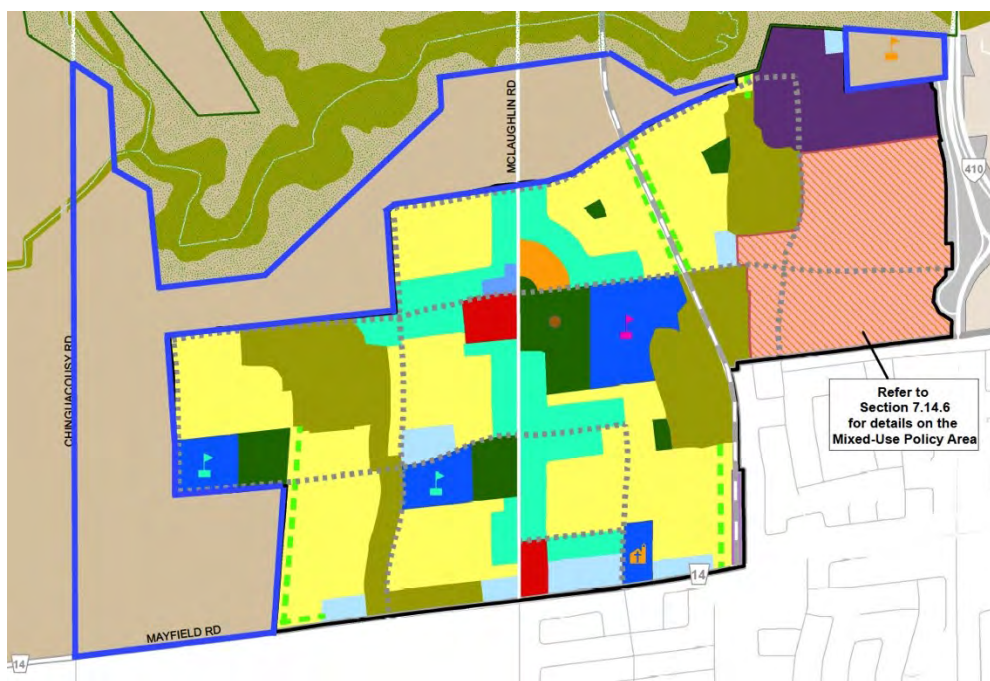 MCLAUGHLIN RD
410
CHINGUACOUSY RD
Refer to
Section 7.14.6
for details on the
Mixed-Use Policy Area
14
MAYFIELD RD
14